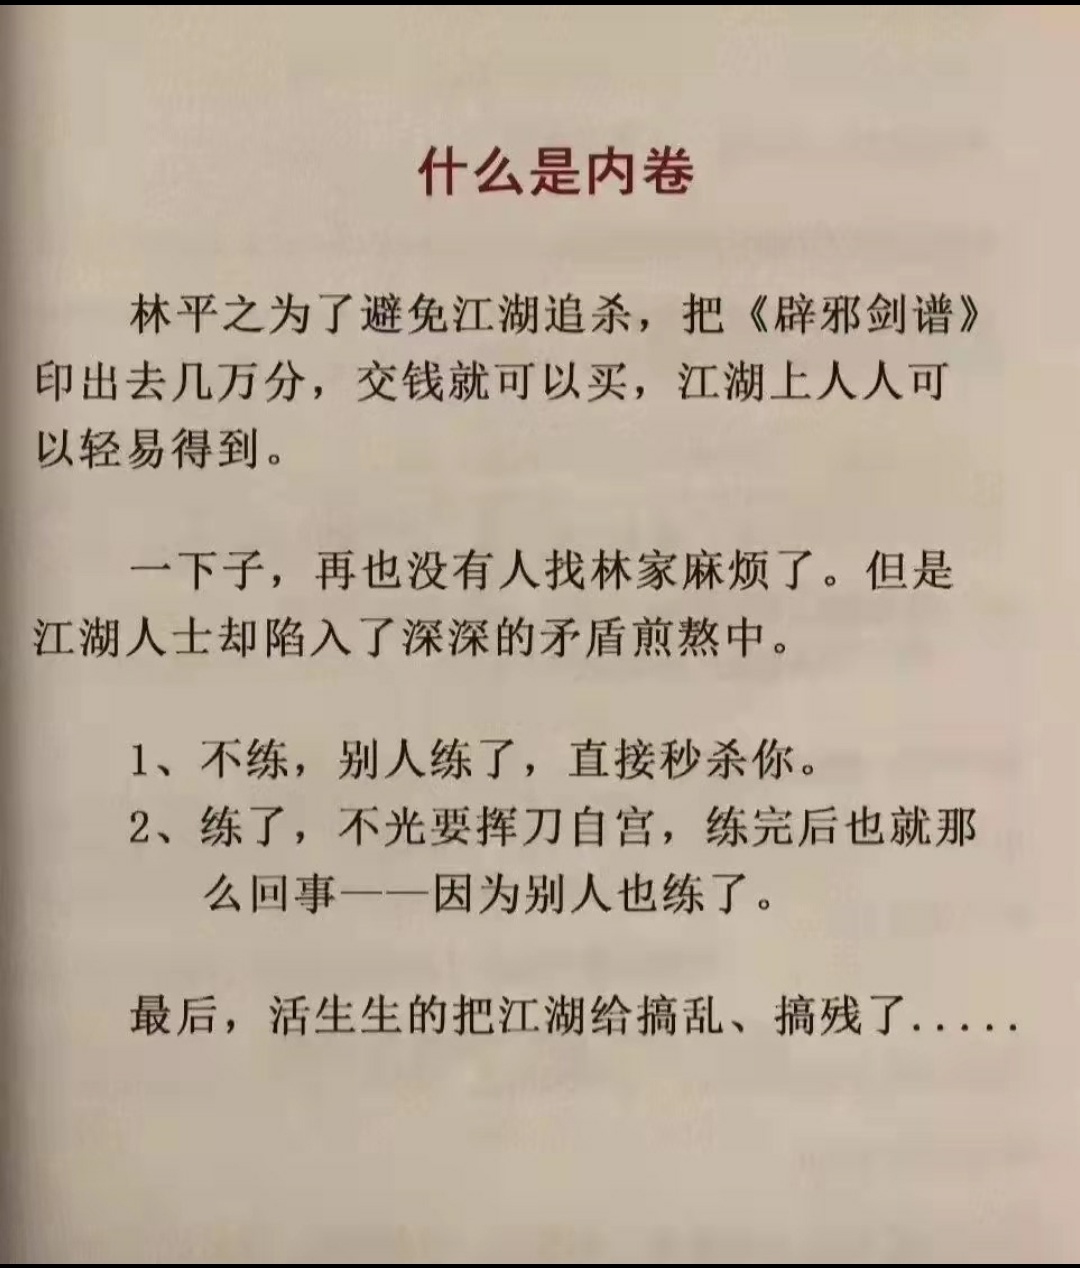 什么是内卷
林平之为了避免江湖追杀，把《辟邪剑谱》
印出去几万分，交钱就可以买，江湖上人人可
以轻易得到。
一下子，再也没有人找林家麻烦了。但是
江湖人士却陷入了深深的矛盾煎熬中。
1、不练，别人练了，直接秒杀你。
2、练了，不光要挥刀自宫，练完后也就那
么回事——因为别人也练了。
最后，活生生的把江湖给搞乱、搞残了.....